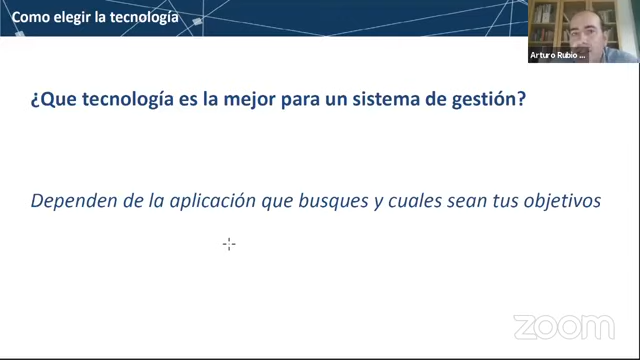 Como elegir la tecnología
Arturo Rubio ...
¿Que tecnología es la mejor para un sistema de gestión?
Dependen de la aplicación que busques y cuales sean tus objetivos
zoom